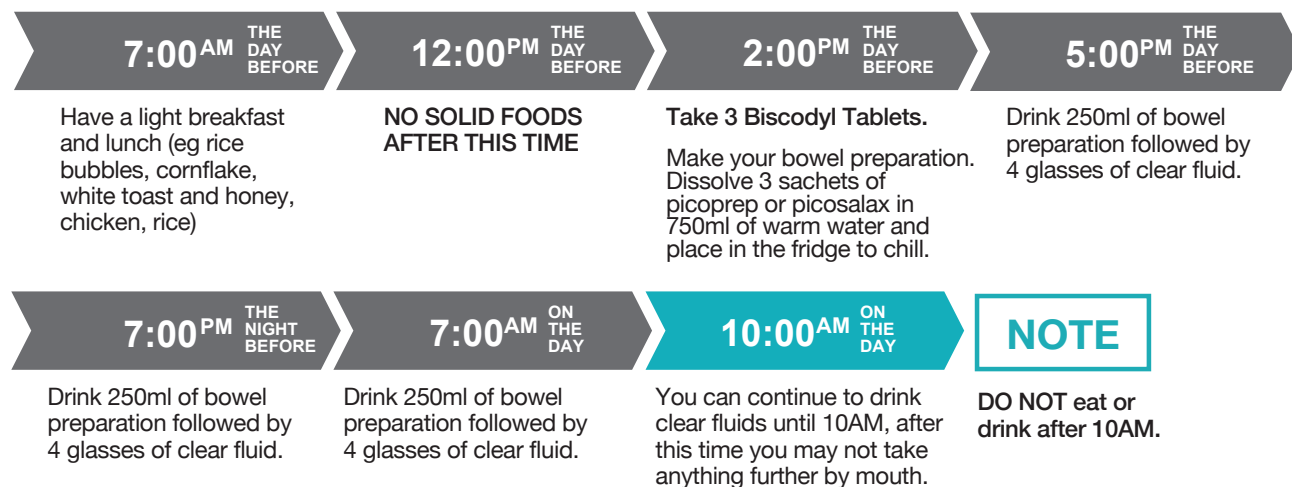 7:00AM THE DAY BEFORE
12:00PM THE DAY BEFORE
2:00PM THE DAY BEFORE
5:00PM THE DAY BEFORE
Have a light breakfast
and lunch (eg rice
bubbles, cornflake,
white toast and honey,
chicken, rice)
NO SOLID FOODS
AFTER THIS TIME
Take 3 Biscodyl Tablets.
Make your bowel preparation.
Dissolve 3 sachets of
picoprep or picosalax in
750ml of warm water and
place in the fridge to chill.
Drink 250ml of bowel
preparation followed by
4 glasses of clear fluid.
7:00PM THE NIGHT BEFORE
7:00AM ON THE DAY
10:00AM ON THE DAY
NOTE
Drink 250ml of bowel
preparation followed by
4 glasses of clear fluid.
Drink 250ml of bowel
preparation followed by
4 glasses of clear fluid.
You can continue to drink
clear fluids until 10AM, after
this time you may not take
anything further by mouth.
DO NOT eat or
drink after 10AM.